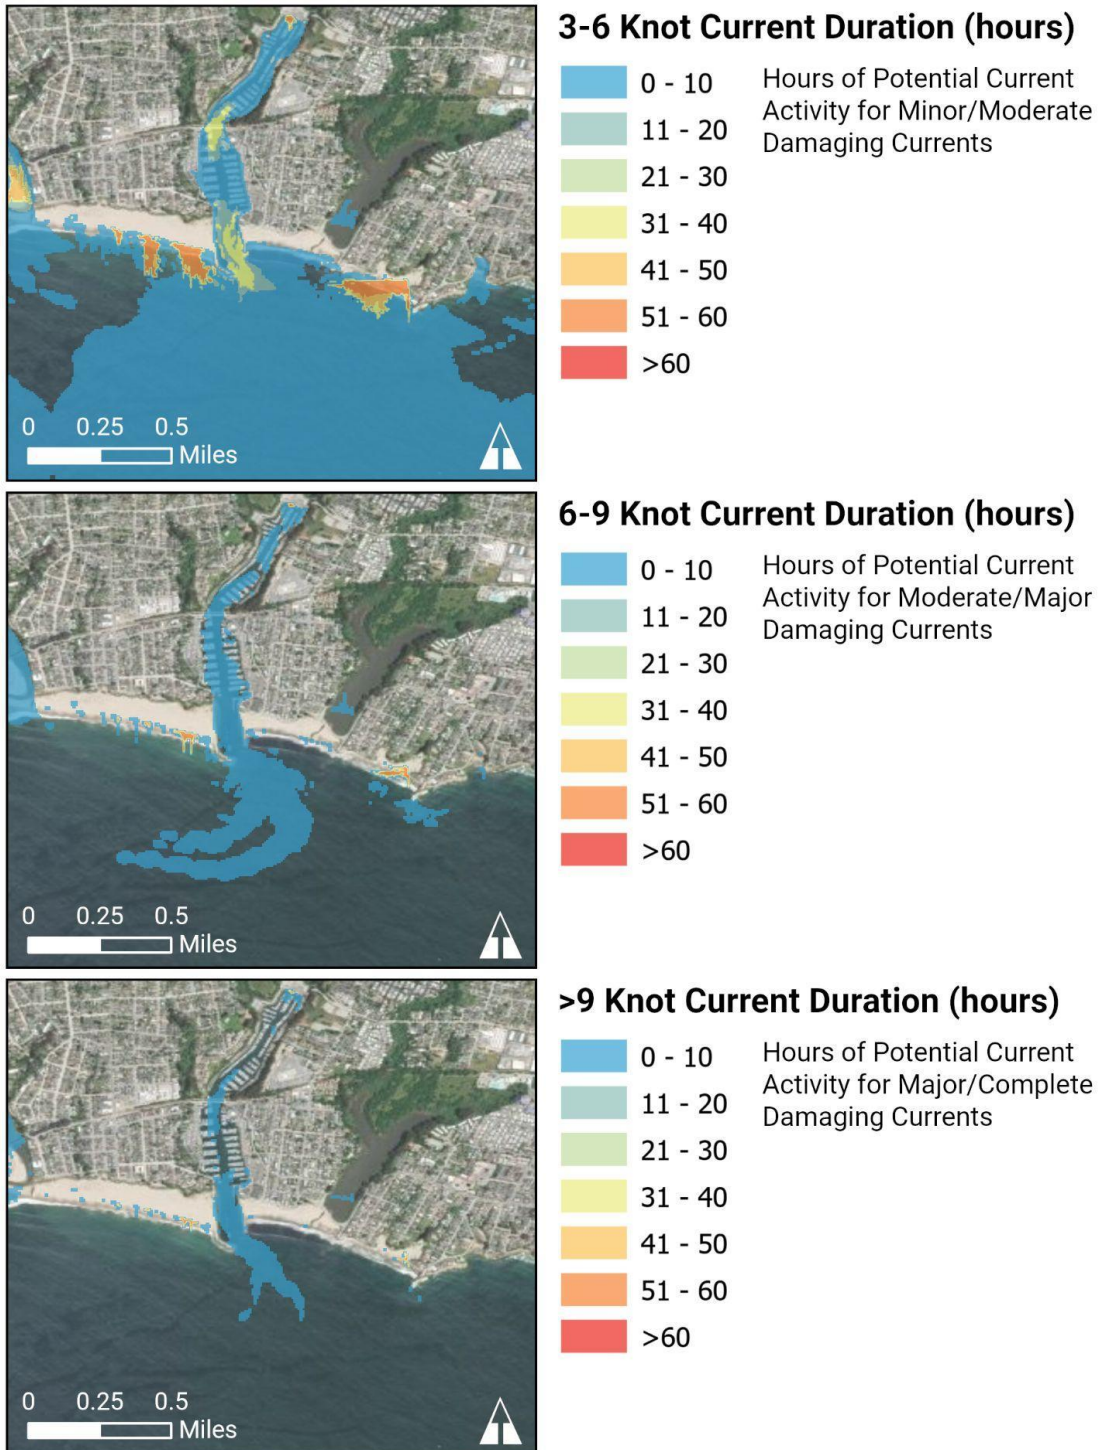 3-6 Knot Current Duration (hours)
0 - 10
11 - 20
21 - 30
31 - 40
41 - 50
51 - 60
>60
Hours of Potential Current
Activity for Minor/Moderate
Damaging Currents
0 0.25 0.5
Miles
6-9 Knot Current Duration (hours)
0 - 10
11 - 20
21 - 30
31 - 40
41 - 50
51 - 60
>60
Hours of Potential Current
Activity for Moderate/Major
Damaging Currents
0 0.25 0.5
Miles
>9 Knot Current Duration (hours)
0 - 10
11 - 20
21 - 30
31 - 40
41 - 50
51 - 60
>60
Hours of Potential Current
Activity for Major/Complete
Damaging Currents
0 0.25 0.5
Miles